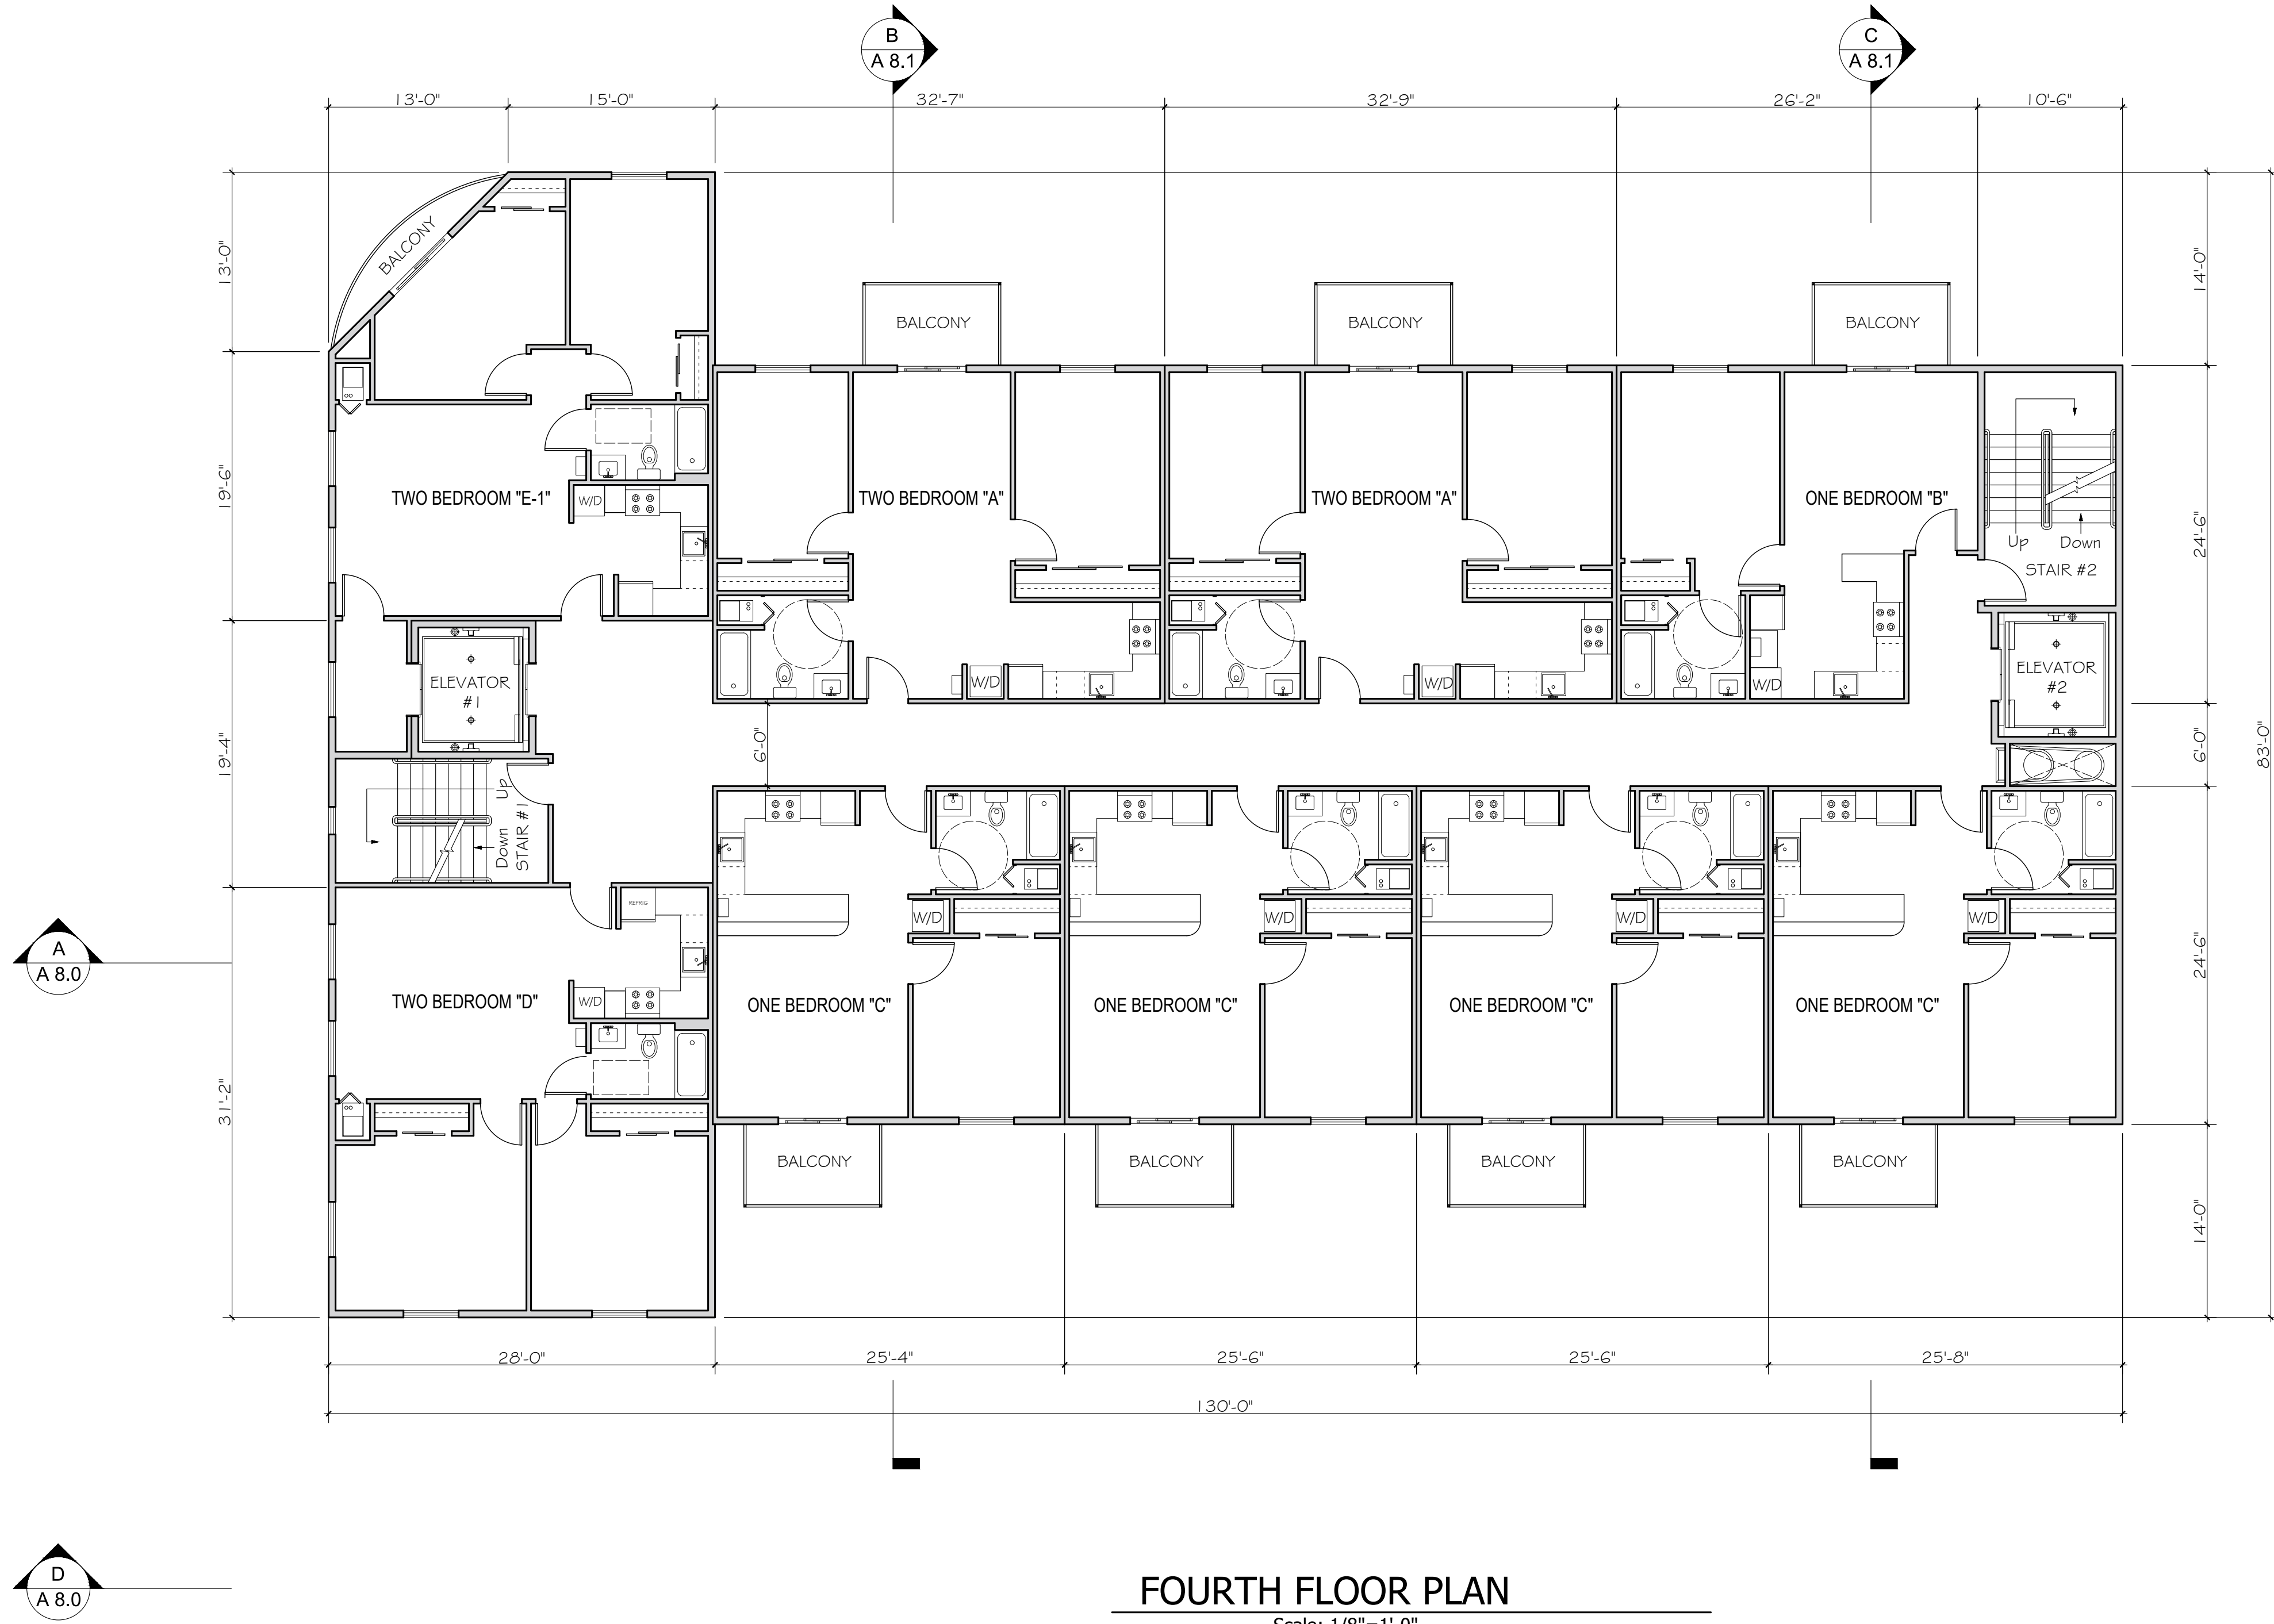 B
A 8.1
C
A 8.1
13'-0"
15'-0"
32'-7"
32'-9"
26'-2"
10'-6"
13'-0"
BALCONY
14'-0"
BALCONY
BALCONY
BALCONY
19'-6"
TWO BEDROOM "E-1"
W/D
TWO BEDROOM "A"
TWO BEDROOM "A"
ONE BEDROOM "B"
24'-6"
Up
Down
STAIR #2
ELEVATOR
#1
W/D
W/D
W/D
ELEVATOR
#2
19'-4"
6'-0"
6'-0"
83'-0"
Up
Down
STAIR #1
REFRIG
W/D
W/D
W/D
W/D
A
A 8.0
24'-6"
TWO BEDROOM "D"
W/D
ONE BEDROOM "C"
ONE BEDROOM "C"
ONE BEDROOM "C"
ONE BEDROOM "C"
31'-2"
BALCONY
BALCONY
BALCONY
BALCONY
14'-0"
28'-0"
25'-4"
25'-6"
25'-6"
25'-8"
130'-0"
D
A 8.0
FOURTH FLOOR PLAN
Scale: 1/8"=1'-0"